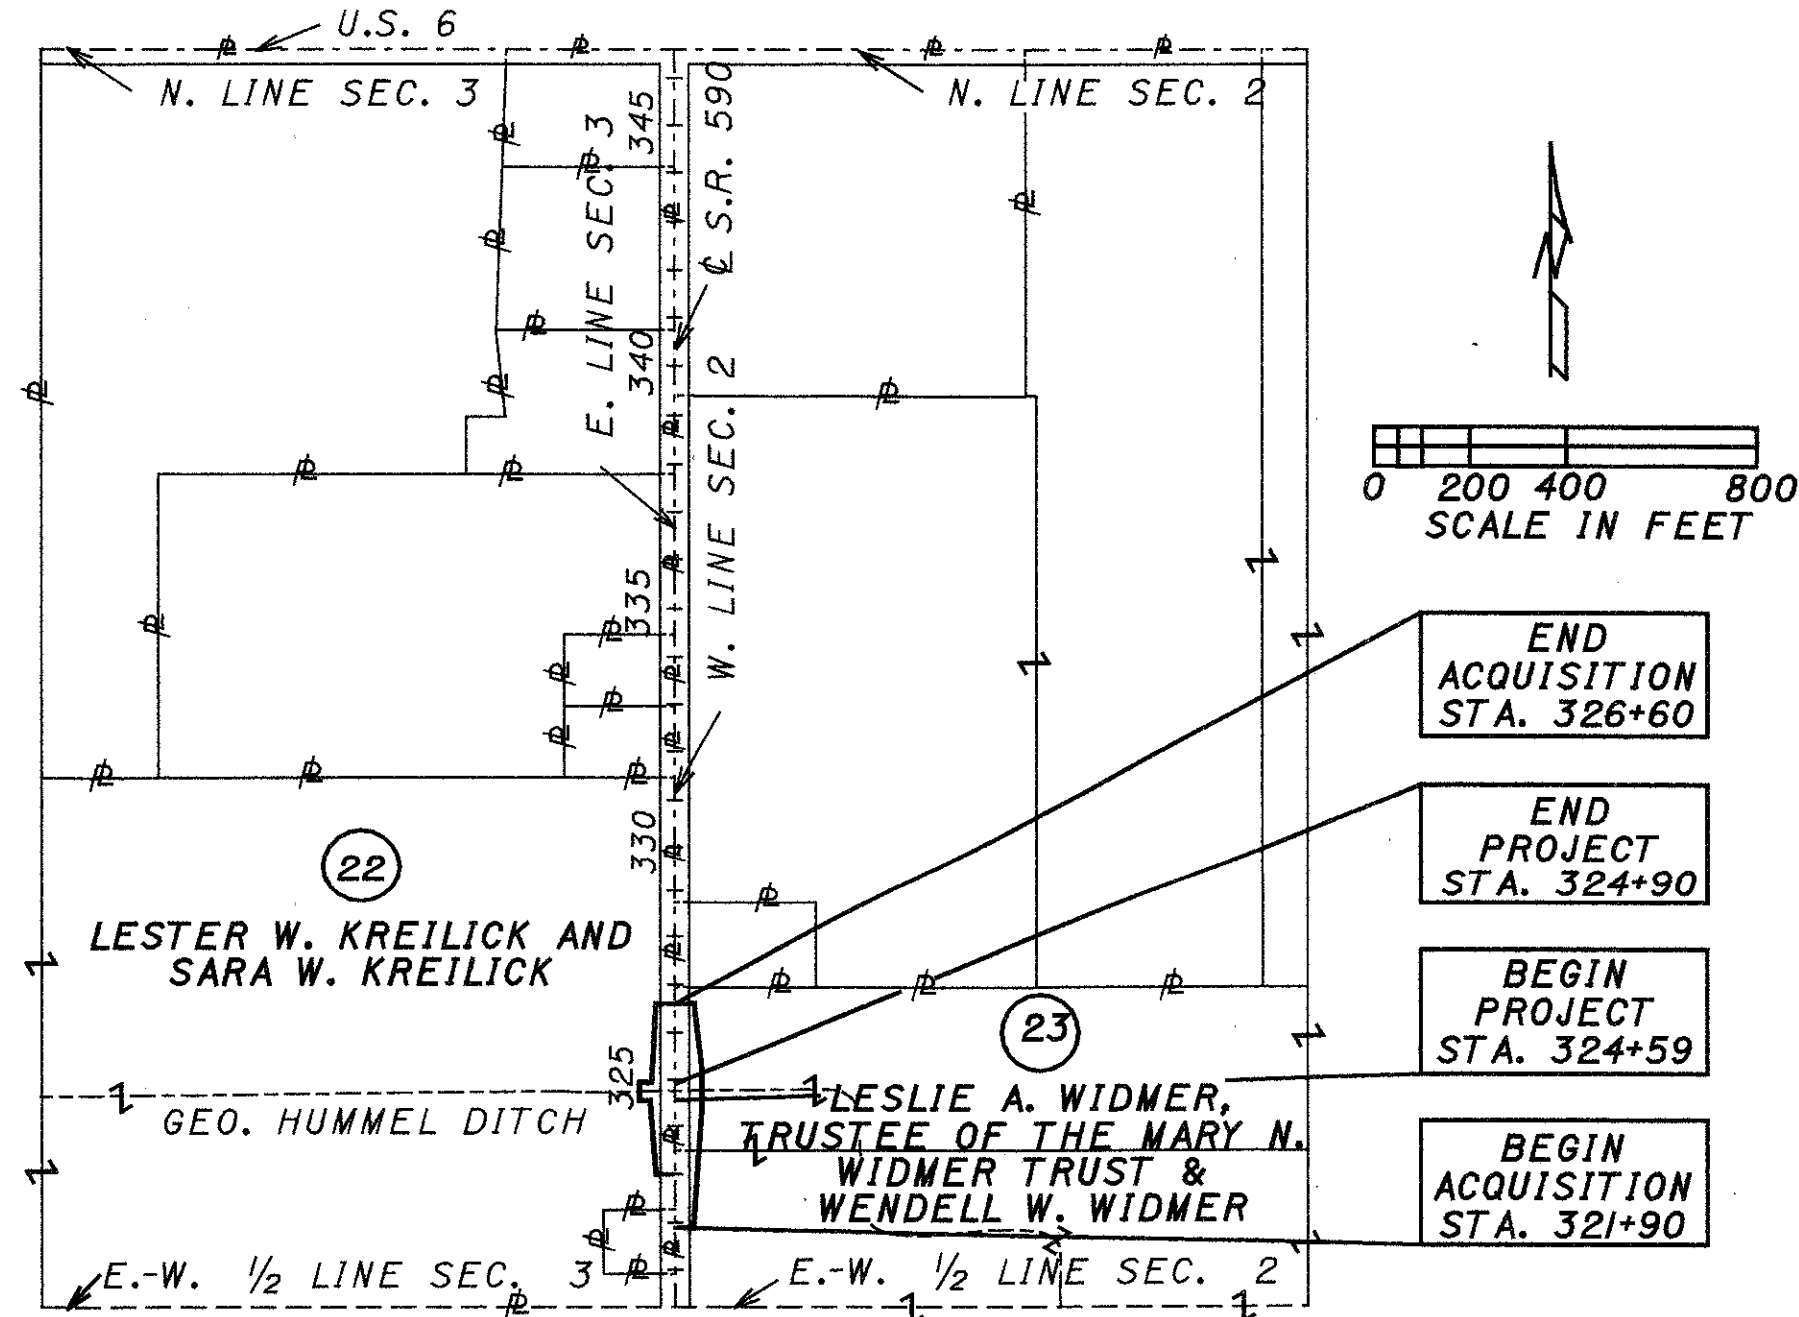 U.S. 6
N. LINE SEC. 3
N. LINE SEC. 2
E. LINE SEC. 3
345
℄ S.R. 590
340
W. LINE SEC. 2
335
330
325
0 200 400 800
SCALE IN FEET
END
ACQUISITION
STA. 326+60
END
PROJECT
STA. 324+90
BEGIN
PROJECT
STA. 324+59
BEGIN
ACQUISITION
STA. 321+90
22
LESTER W. KREILICK AND
SARA W. KREILICK
23
LESLIE A. WIDMER,
TRUSTEE OF THE MARY N.
WIDMER TRUST &
WENDELL W. WIDMER
GEO. HUMMEL DITCH
E.-W. 1/2 LINE SEC. 3
E.-W. 1/2 LINE SEC. 2